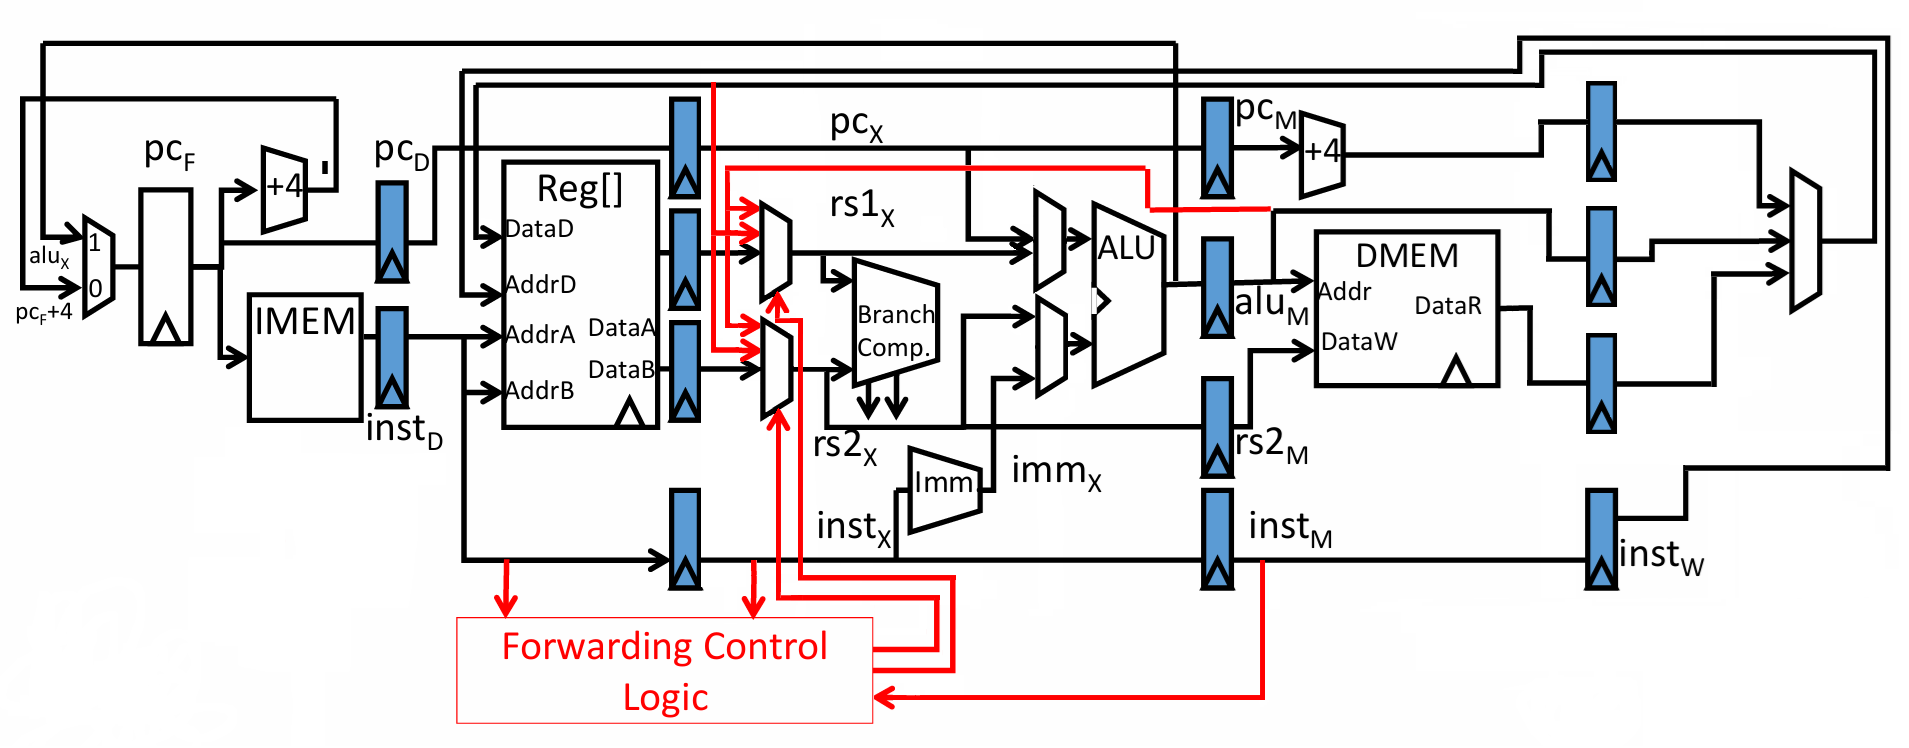 pcF
+4
pcD
1
aluX
0
pcF+4
IMEM
instD
Reg[]
DataD
AddrD
AddrA
DataA
DataB
AddrB
pcX
rs1X
Branch
Comp.
rs2X
Imm
immX
instX
ALU
pcM
+4
aluM
rs2M
instM
DMEM
Addr
DataR
DataW
instW
Forwarding Control
Logic